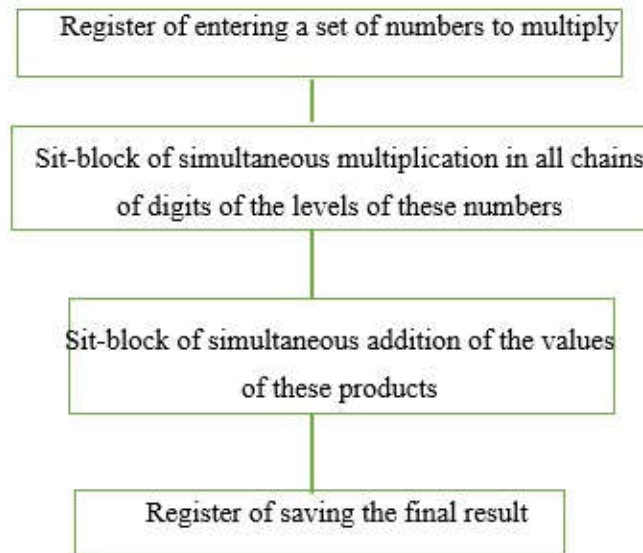 Register of entering a set of numbers to multiply
Sit-block of simultaneous multiplication in all chains
of digits of the levels of these numbers
Sit-block of simultaneous addition of the values
of these products
Register of saving the final result